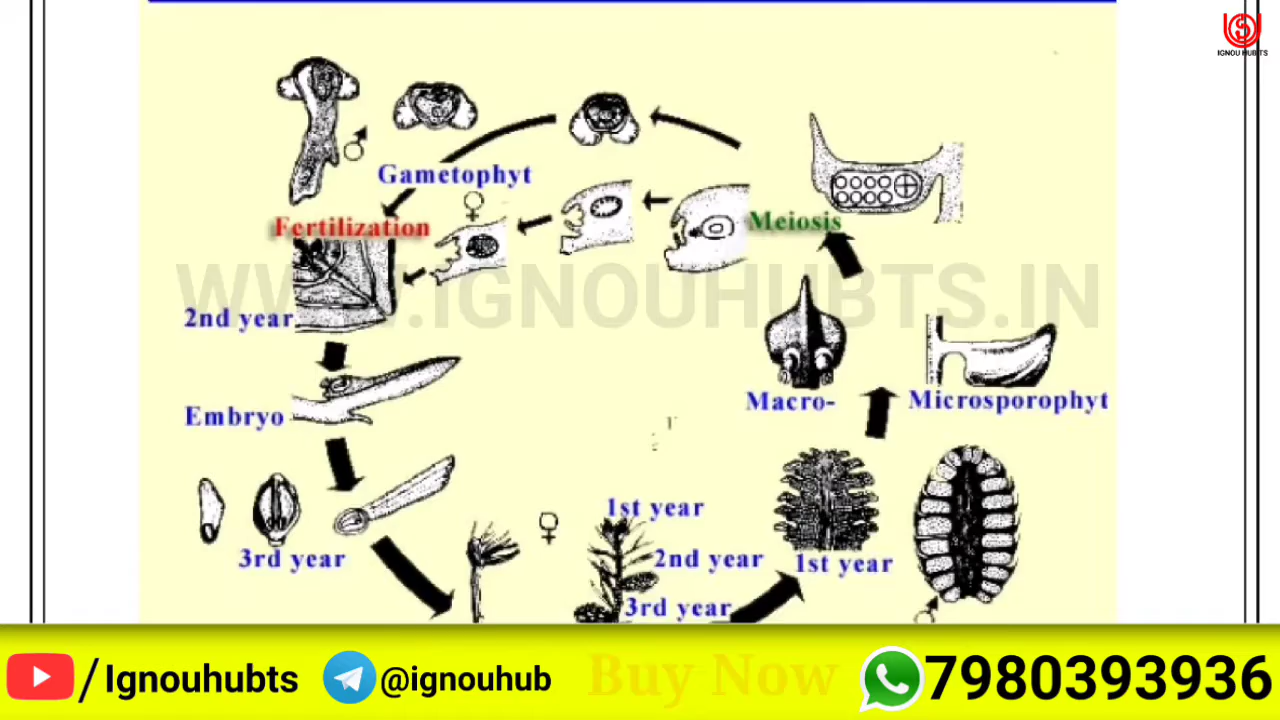 IGNOU HUBTS
Gametophyt
♂
♀
Fertilization
Meiosis
WWW.IGNOUHUBTS.IN
2nd year
Embryo
Macro-
Microsporophyt
1st year
♀
2nd year
1st year
3rd year
3rd year
♂
/Ignouhubts
@ignouhub
Buy Now
7980393936